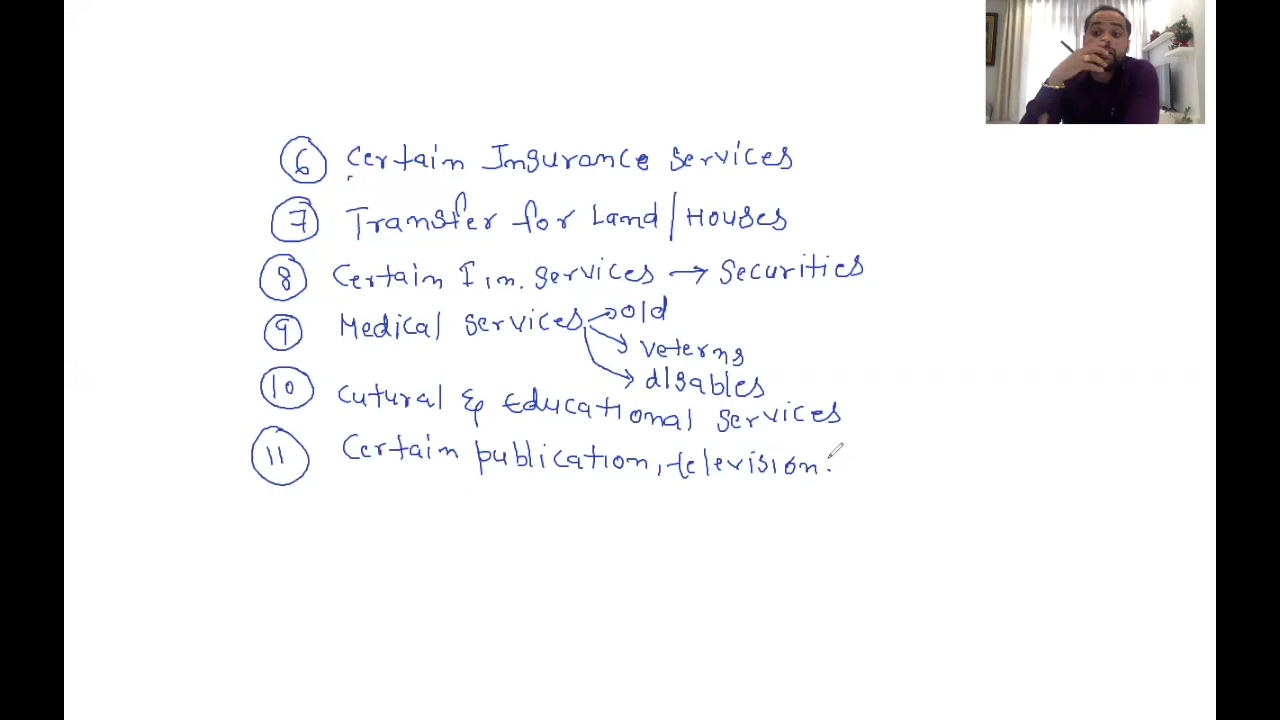 6 Certain Insurance Services
7 Transfer for Land/Houses
8 Certain Fin. Services → Securities
9 Medical Services → old
→ veterns
→ disables
10 Cutural & Educational Services
11 Certain publication, television.